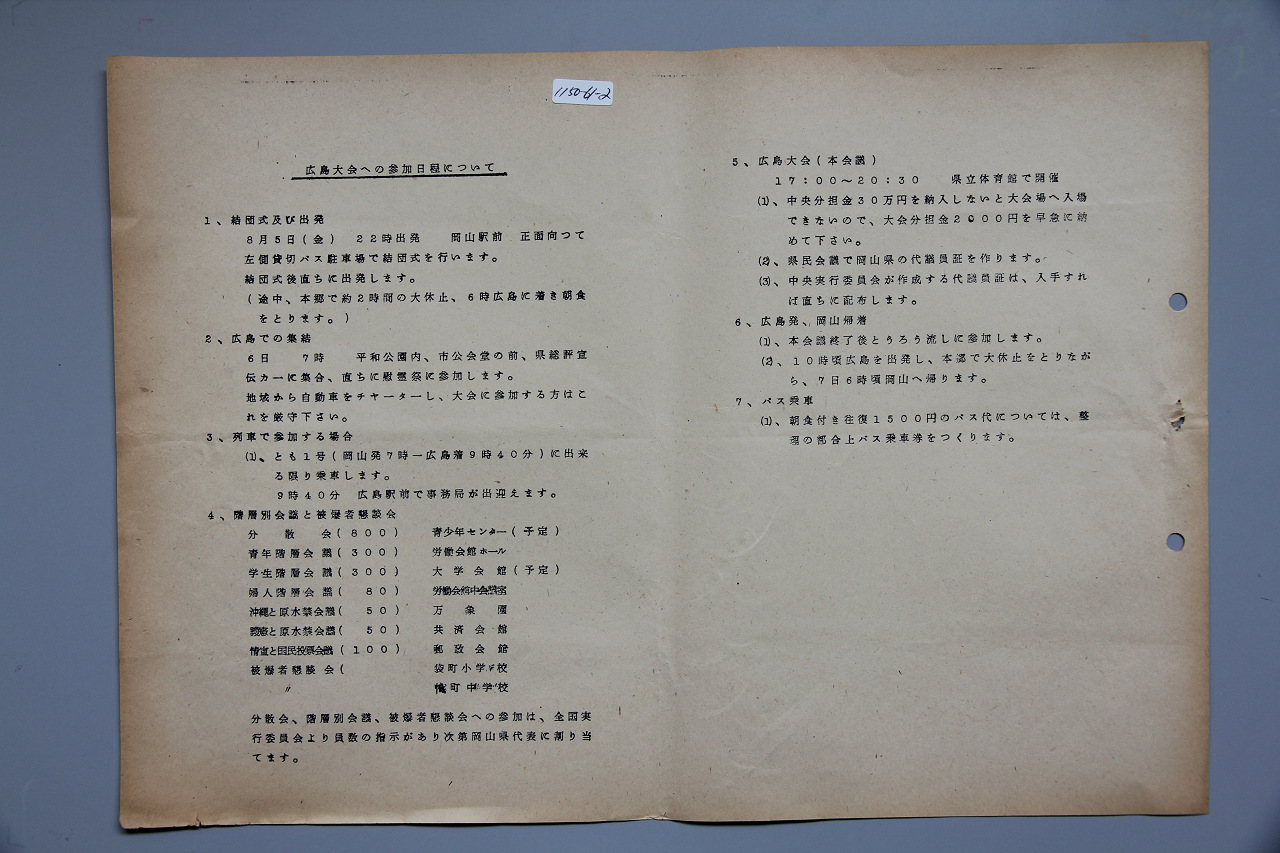 1150-61-2
広島大会への参加日程について
1、結団式及び出発
8月5日(金) 22時出発 岡山駅前 正面向つて
左側貸切バス駐車場で結団式を行います。
結団式後直ちに出発します。
(途中、本郷で約2時間の大休止、6時広島に着き朝食
をとります。)
2、広島での集結
6日 7時 平和公園内、市公会堂の前、県総評宣
伝カーに集合、直ちに慰霊祭に参加します。
地域から自動車をチャーターし、大会に参加する方はこ
れを厳守下さい。
3、列車で参加する場合
(1)、とも1号(岡山発7時ー広島着9時40分)に出来
る限り乗車します。
9時40分 広島駅前で事務局が出迎えます。
4、階層別会議と被爆者懇談会
分散会(800) 青少年センター(予定)
青年階層会議(300) 労働会館ホール
学生階層会議(300) 大学会館(予定)
婦人階層会議(80) 労働会館中会議室
沖縄と原水禁会議(50) 万象園
護憲と原水禁会議(50) 共済会館
情宣と国民投票会議(100) 郵政会館
被爆者懇談会( 袋町小学校
〃 幟町中学校
分散会、階層別会議、被爆者懇談会への参加は、全国実
行委員会より員数の指示があり次第岡山県代表に割り当
てます。
5、広島大会(本会議)
17:00〜20:30 県立体育館で開催
(1)、中央分担金30万円を納入しないと大会場へ入場
できないので、大会分担金2000円を早急に納
めて下さい。
(2)、県民会議で岡山県の代議員証を作ります。
(3)、中央実行委員会が作成する代議員証は、入手すれ
ば直ちに配布します。
6、広島発、岡山帰着
(1)、本会議終了後とうろう流しに参加します。
(2)、10時頃広島を出発し、本郷で大休止をとりなが
ら、7日6時頃岡山へ帰ります。
7、バス乗車
(1)、朝食付き往復1500円のバス代については、整
理の都合上バス乗車券をつくります。